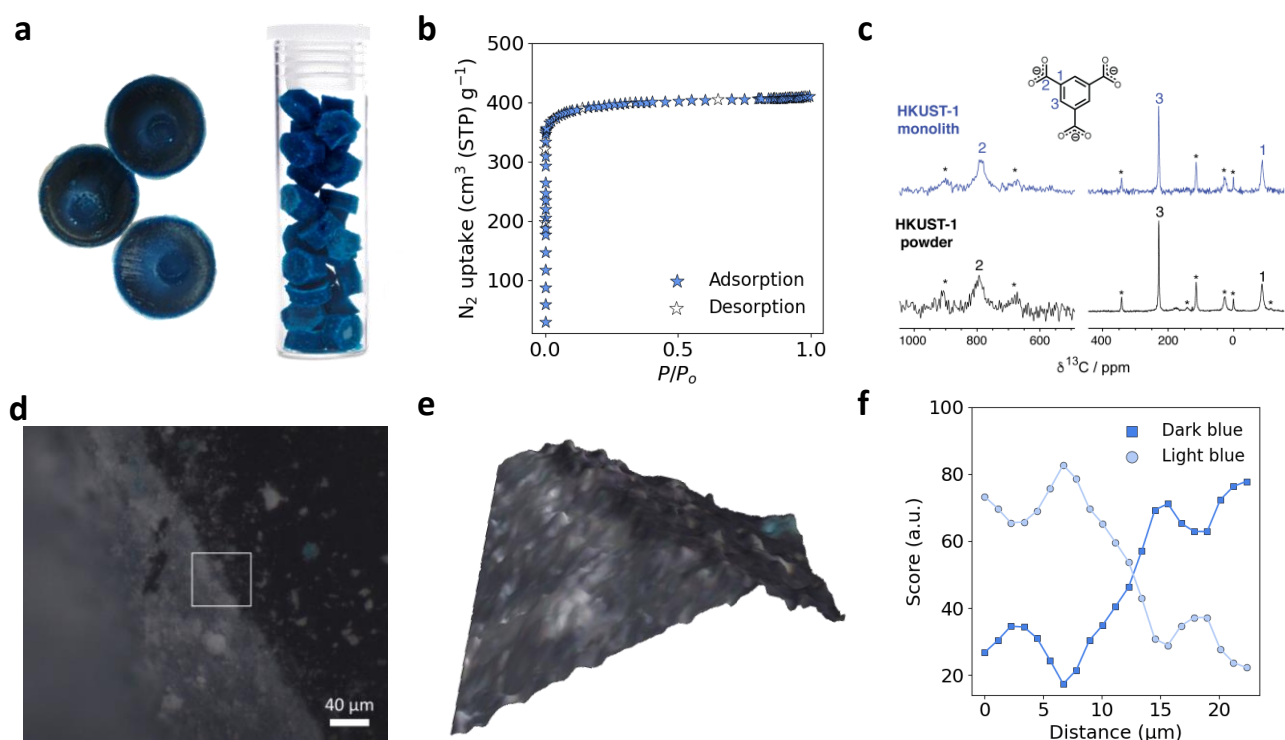 a
b
500
400
300
200
100
N₂ uptake (cm³ (STP) g⁻¹)
Adsorption
Desorption
0.0
0.5
1.0
P/Pₒ
c
1
2
3
O
O
O
O
O
O
⊖
⊖
⊖
HKUST-1
monolith
2
3
1
*
*
*
*
*
*
HKUST-1
powder
2
3
1
*
*
*
*
*
*
*
*
1000
800
600
400
200
0
δ¹³C / ppm
d
40 μm
e
f
100
80
60
40
20
Score (a.u.)
Dark blue
Light blue
0
5
10
15
20
Distance (μm)